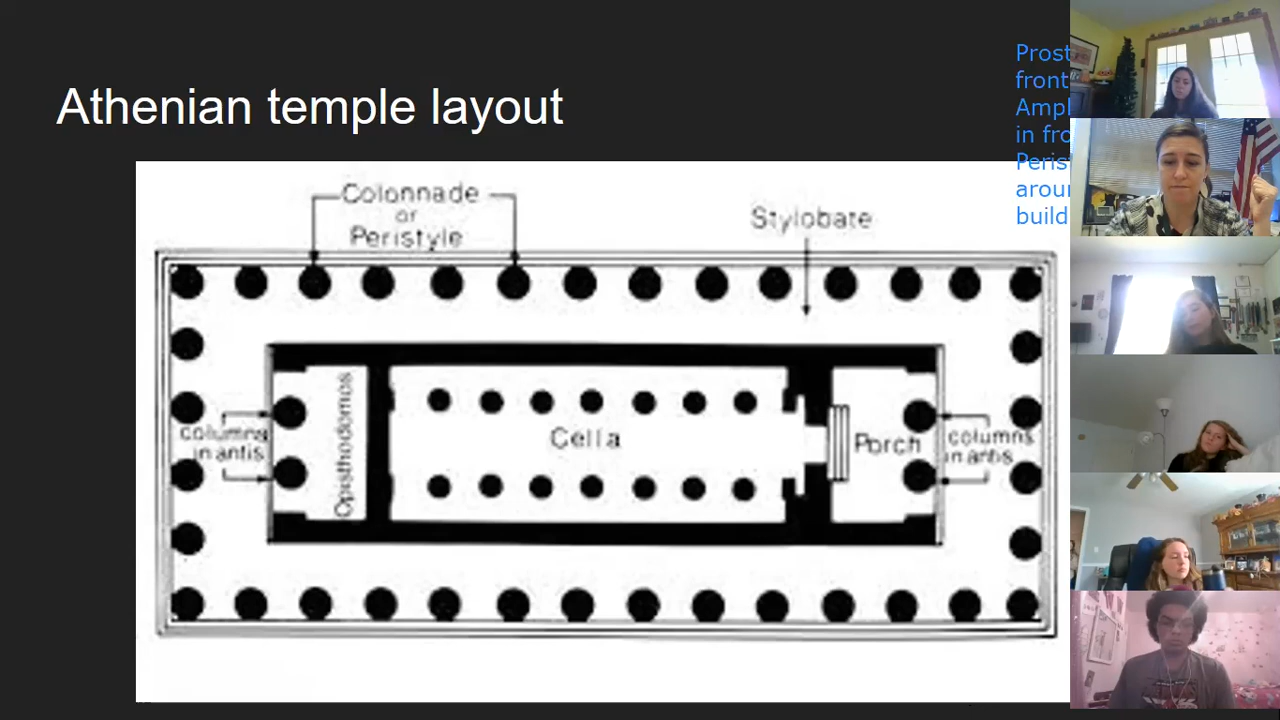 Athenian temple layout
Prost
front
Ampl
in fro
Peris
arour
build
Colonnade
or
Peristyle
Stylobate
columns
in antis
Opisthodomos
Cella
Porch
columns
in antis